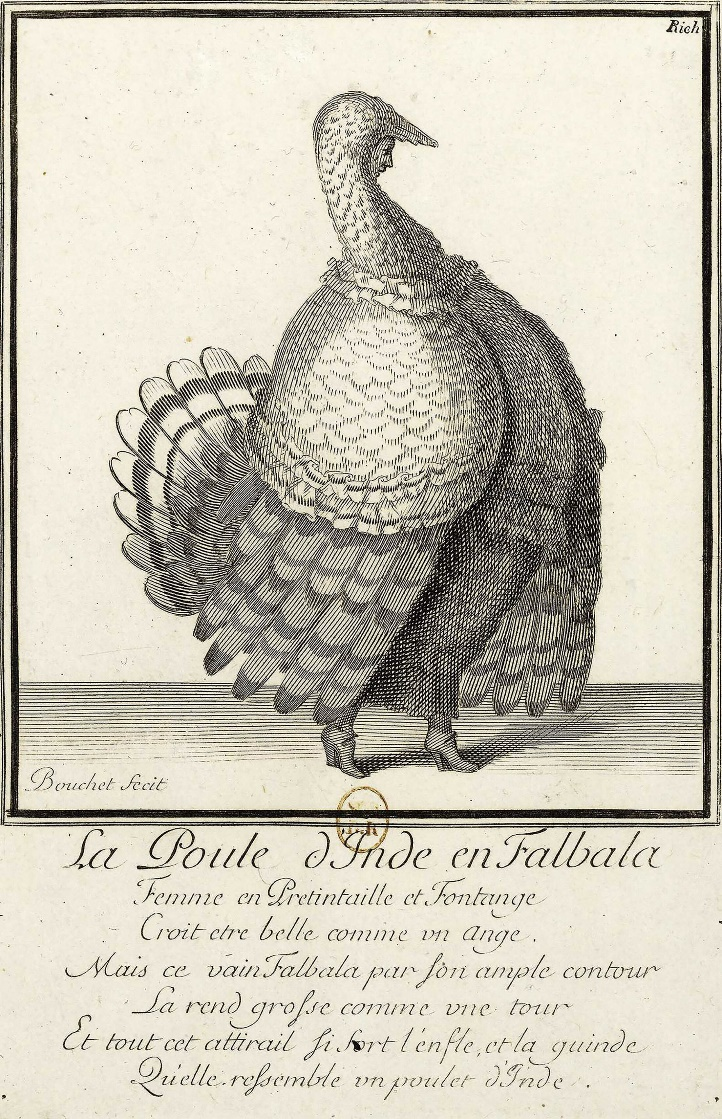 Rich
Bouchet fecit
La Poule d'Inde en Falbala
Femme en Pretintaille et Fontange
Croit etre belle comme vn Ange.
Mais ce vain Falbala par son ample contour
La rend grosse comme vne tour
Et tout cet attirail si fort l'enfle, et la guinde
Qu'elle ressemble vn poulet d'Inde.